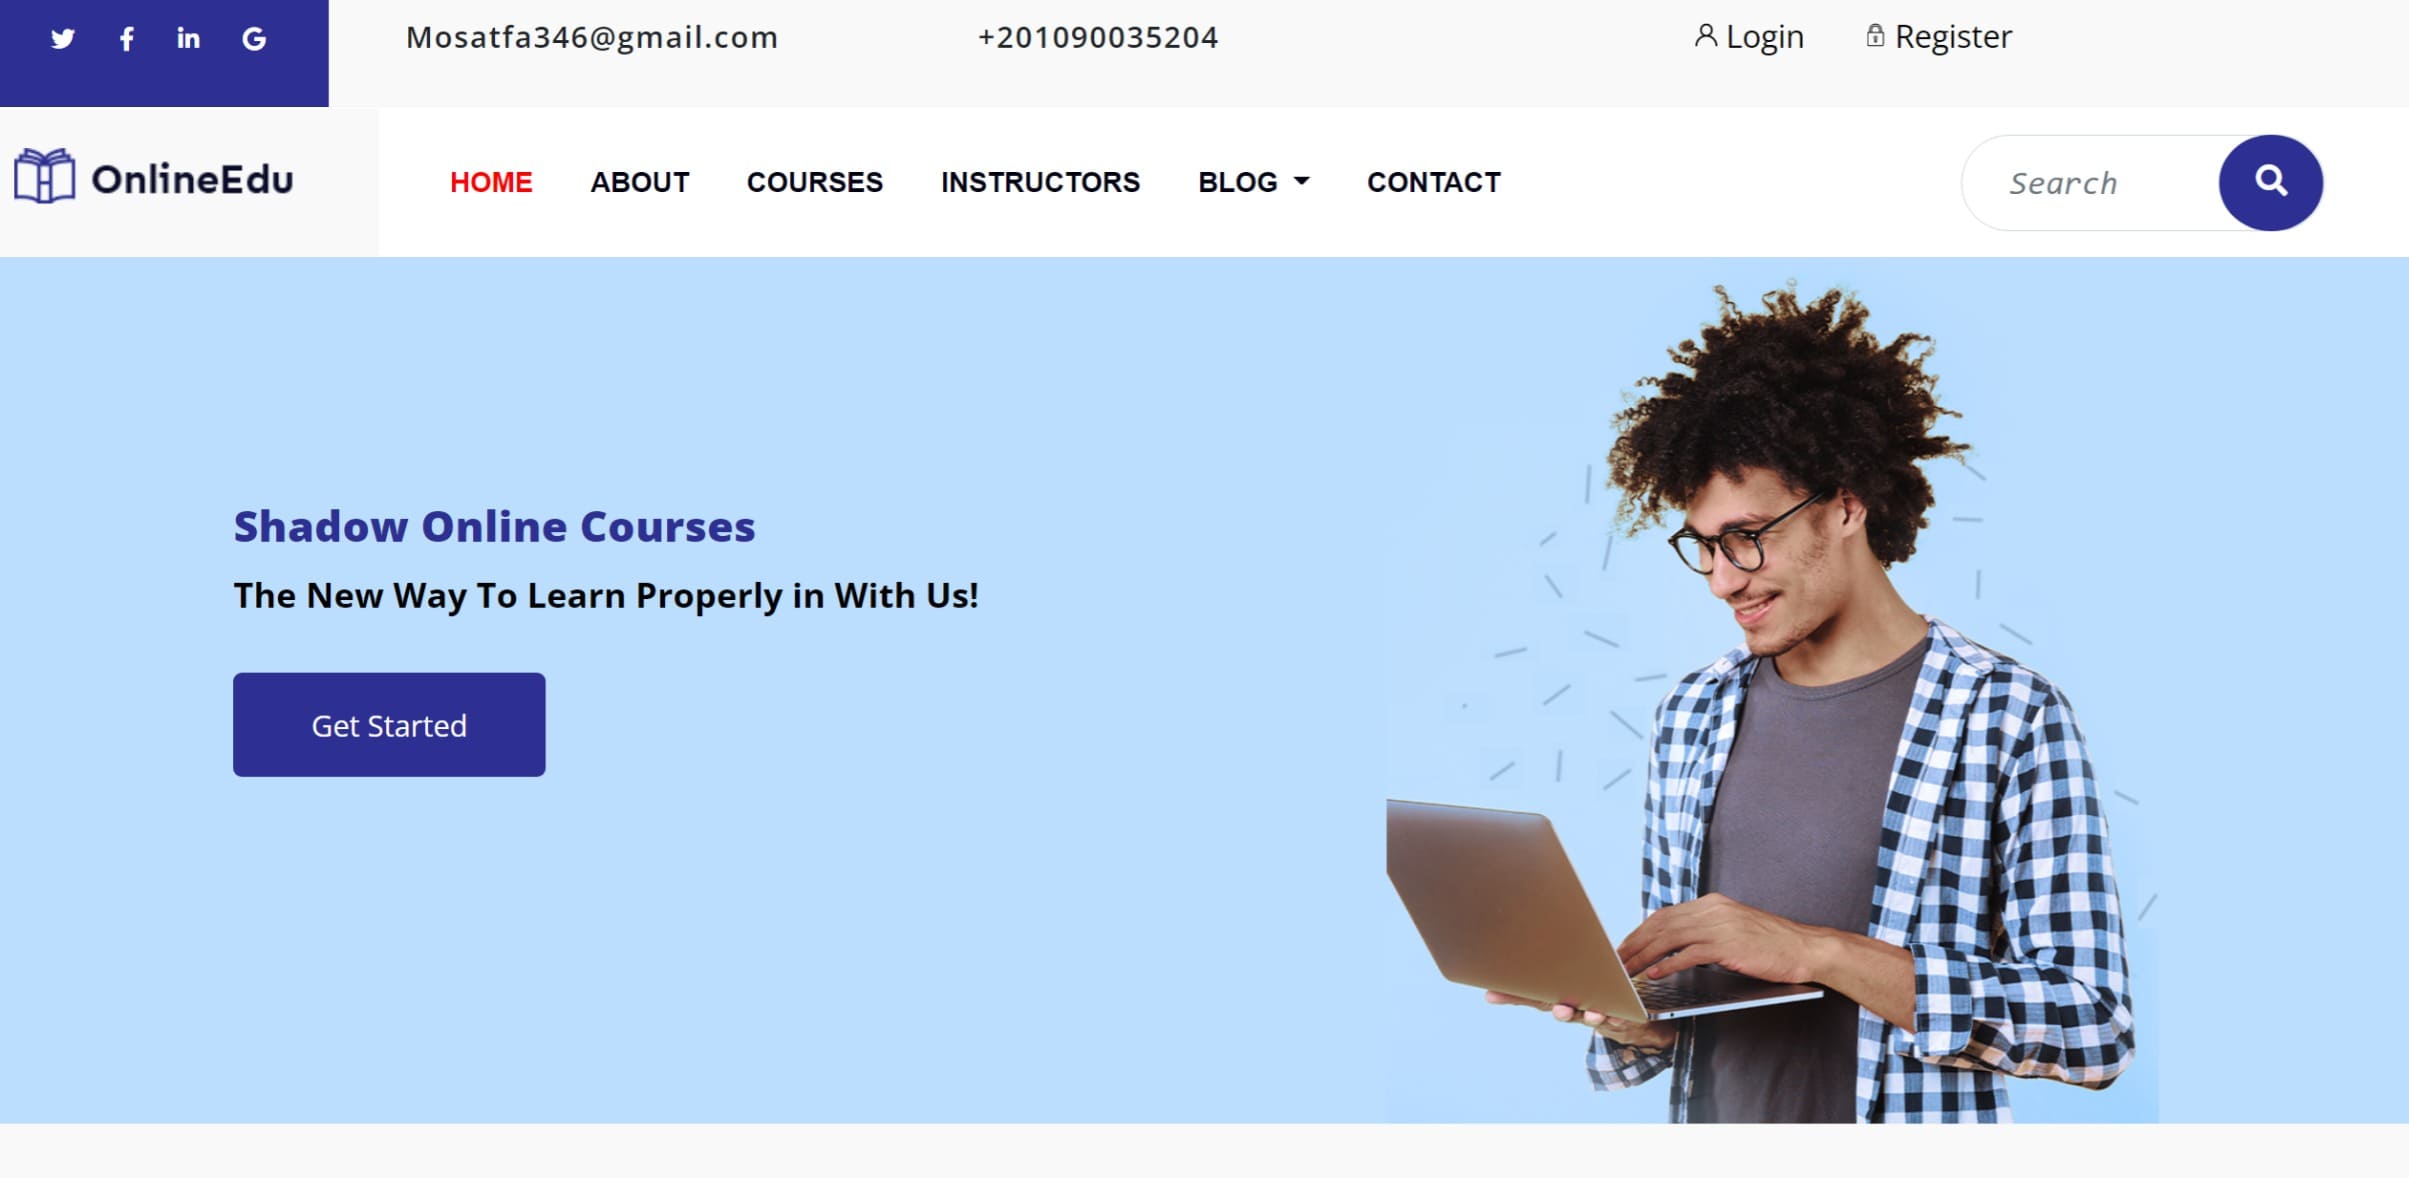 Mosatfa346@gmail.com +201090035204 Login Register
OnlineEdu HOME ABOUT COURSES INSTRUCTORS BLOG CONTACT Search
Shadow Online Courses
The New Way To Learn Properly in With Us!
Get Started